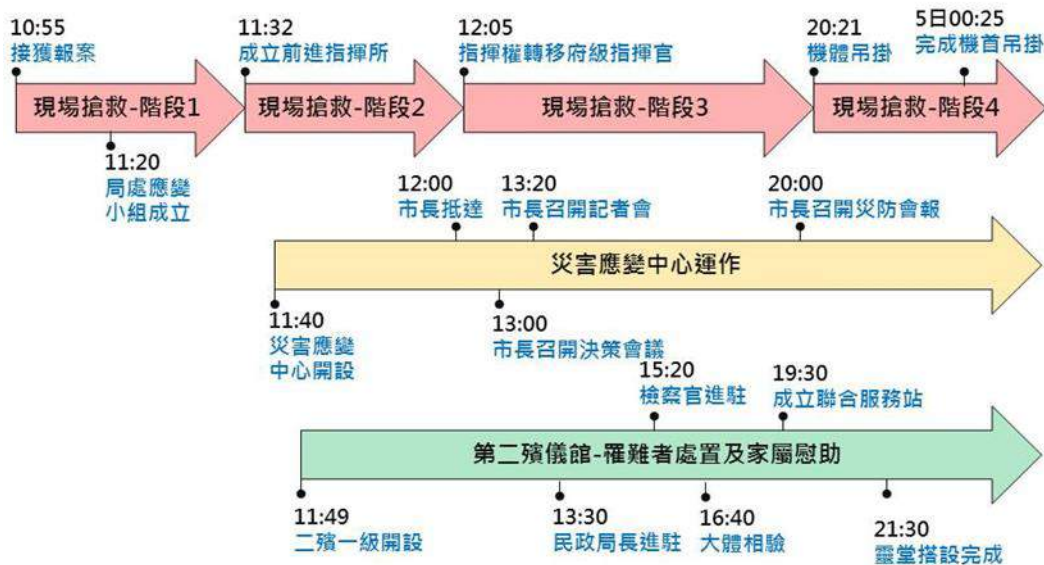 10:55
接獲報案
11:32
成立前進指揮所
12:05
指揮權轉移府級指揮官
20:21
機體吊掛
5日00:25
完成機首吊掛
現場搶救-階段1
現場搶救-階段2
現場搶救-階段3
現場搶救-階段4
11:20
局處應變
小組成立
12:00
市長抵達
13:20
市長召開記者會
20:00
市長召開災防會報
災害應變中心運作
11:40
災害應變
中心開設
13:00
市長召開決策會議
15:20
檢察官進駐
19:30
成立聯合服務站
第二殯儀館-罹難者處置及家屬慰助
11:49
二殯一級開設
13:30
民政局長進駐
16:40
大體相驗
21:30
靈堂搭設完成